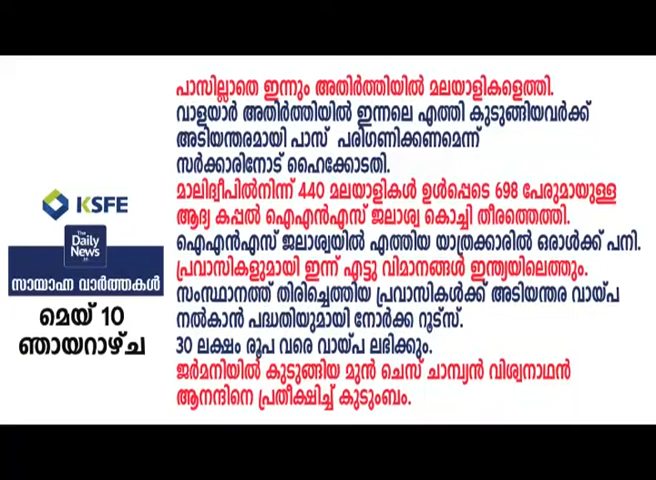 KSFE
The
Daily
News
സായാഹ്ന വാർത്തകൾ
മെയ് 10
ഞായറാഴ്ച
പാസില്ലാതെ ഇന്നും അതിർത്തിയിൽ മലയാളികളെത്തി.
വാളയാർ അതിർത്തിയിൽ ഇന്നലെ എത്തി കുടുങ്ങിയവർക്ക്
അടിയന്തരമായി പാസ് പരിഗണിക്കണമെന്ന്
സർക്കാരിനോട് ഹൈക്കോടതി.
മാലിദ്വീപിൽനിന്ന് 440 മലയാളികൾ ഉൾപ്പെടെ 698 പേരുമായുള്ള
ആദ്യ കപ്പൽ ഐഎൻഎസ് ജലാശ്വ കൊച്ചി തീരത്തെത്തി.
ഐഎൻഎസ് ജലാശ്വയിൽ എത്തിയ യാത്രക്കാരിൽ ഒരാൾക്ക് പനി.
പ്രവാസികളുമായി ഇന്ന് എട്ടു വിമാനങ്ങൾ ഇന്ത്യയിലെത്തും.
സംസ്ഥാനത്ത് തിരിച്ചെത്തിയ പ്രവാസികൾക്ക് അടിയന്തര വായ്പ
നൽകാൻ പദ്ധതിയുമായി നോർക്ക റൂട്സ്.
30 ലക്ഷം രൂപ വരെ വായ്പ ലഭിക്കും.
ജർമനിയിൽ കുടുങ്ങിയ മുൻ ചെസ് ചാമ്പ്യൻ വിശ്വനാഥൻ
ആനന്ദിനെ പ്രതീക്ഷിച്ച് കുടുംബം.